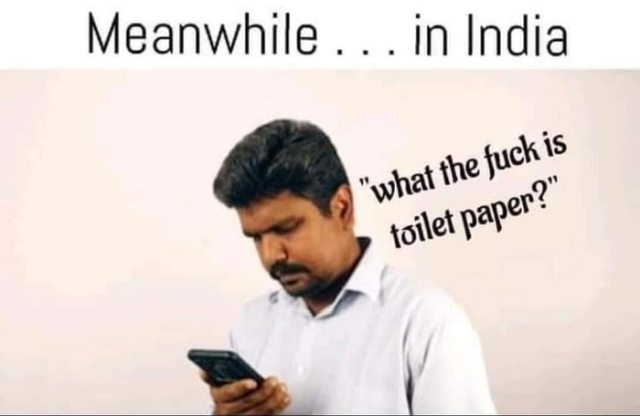 Meanwhile . . . in India
"what the fuck is
toilet paper?"